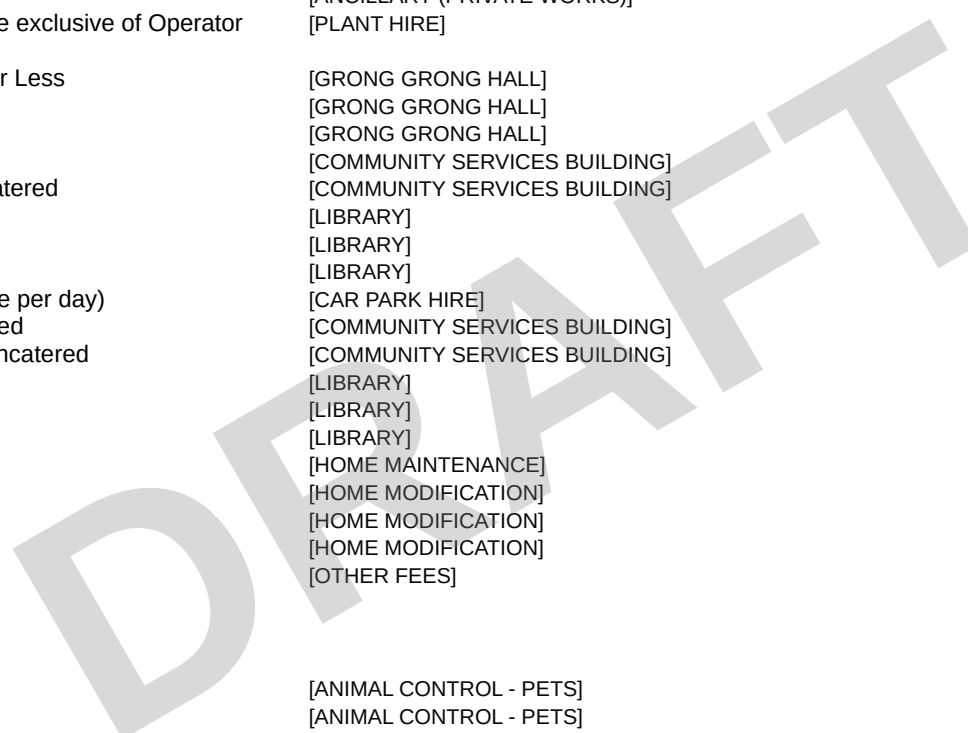 [ANCILLARY (PRIVATE WORKS)]
e exclusive of Operator [PLANT HIRE]
r Less [GRONG GRONG HALL]
[GRONG GRONG HALL]
[GRONG GRONG HALL]
[COMMUNITY SERVICES BUILDING]
atered [COMMUNITY SERVICES BUILDING]
[LIBRARY]
[LIBRARY]
[LIBRARY]
e per day) [CAR PARK HIRE]
ed [COMMUNITY SERVICES BUILDING]
ncatered [COMMUNITY SERVICES BUILDING]
[LIBRARY]
[LIBRARY]
[LIBRARY]
[HOME MAINTENANCE]
[HOME MODIFICATION]
[HOME MODIFICATION]
[HOME MODIFICATION]
[OTHER FEES]
[ANIMAL CONTROL - PETS]
[ANIMAL CONTROL - PETS]
DRAFT